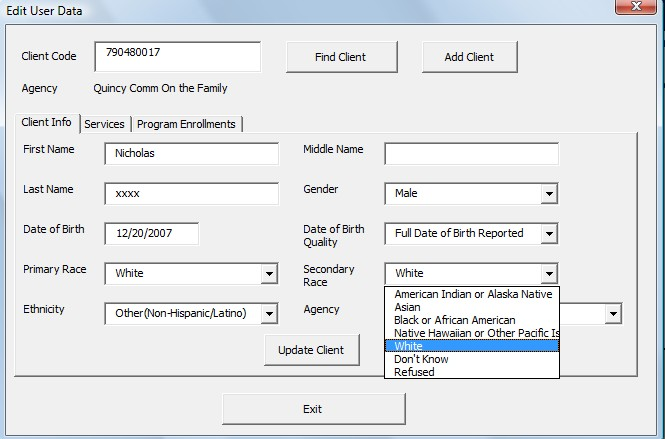 Edit User Data
Client Code 790480017 Find Client Add Client
Agency Quincy Comm On the Family
Client Info Services Program Enrollments
First Name Nicholas Middle Name
Last Name xxxx Gender Male
Date of Birth 12/20/2007 Date of Birth Quality Full Date of Birth Reported
Primary Race White Secondary Race White
American Indian or Alaska Native
Ethnicity Other(Non-Hispanic/Latino) Agency
Asian
Black or African American
Native Hawaiian or Other Pacific Is
White
Don't Know
Refused
Update Client
Exit